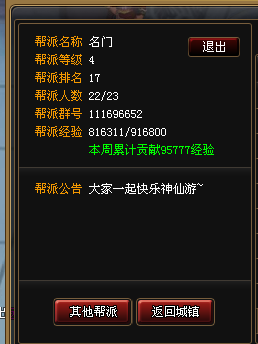 帮派名称 名门
退出
帮派等级 4
帮派排名 17
帮派人数 22/23
帮派群号 111696652
帮派经验 816311/916800
本周累计贡献95777经验
帮派公告 大家一起快乐神仙游~
其他帮派 返回城镇